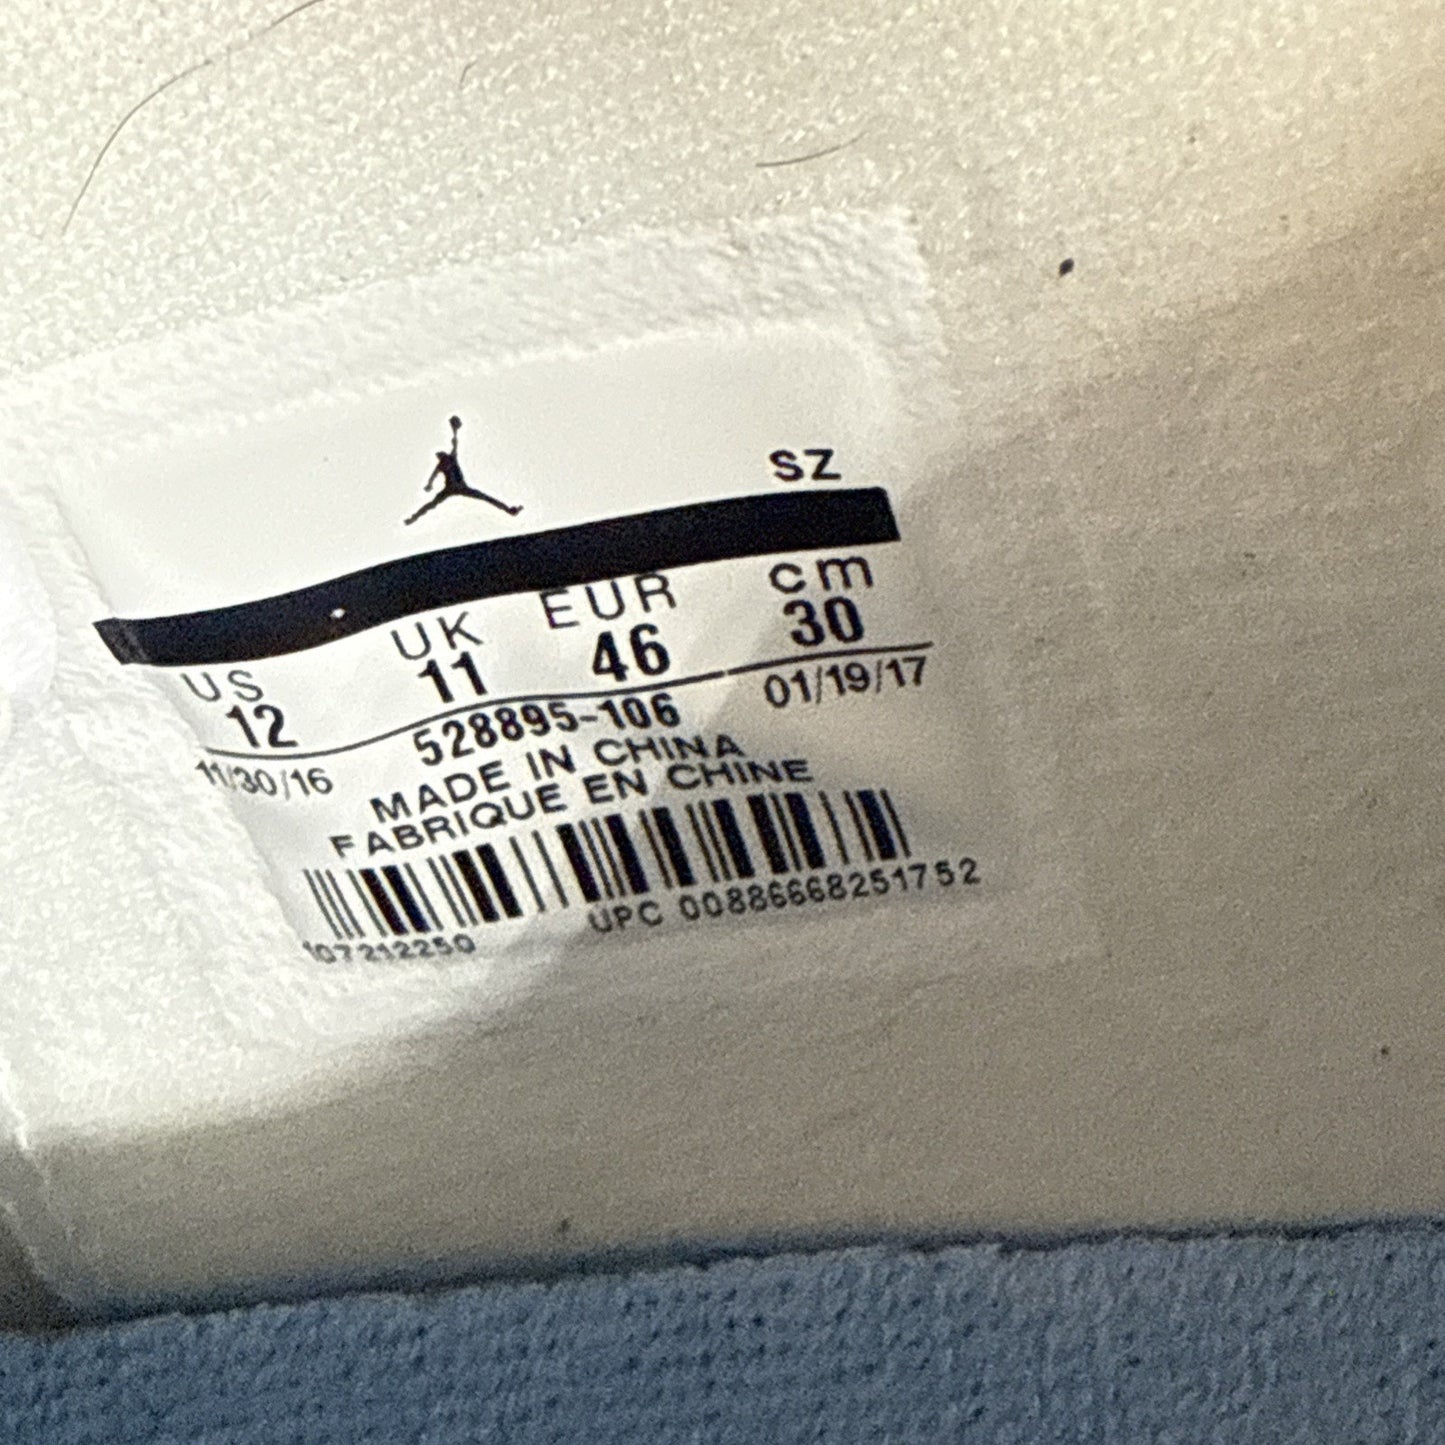 SZ
US UK EUR cm
12 11 46 30
11/30/16 528895-106 01/19/17
MADE IN CHINA
FABRIQUE EN CHINE
107212250 UPC 00886668251752